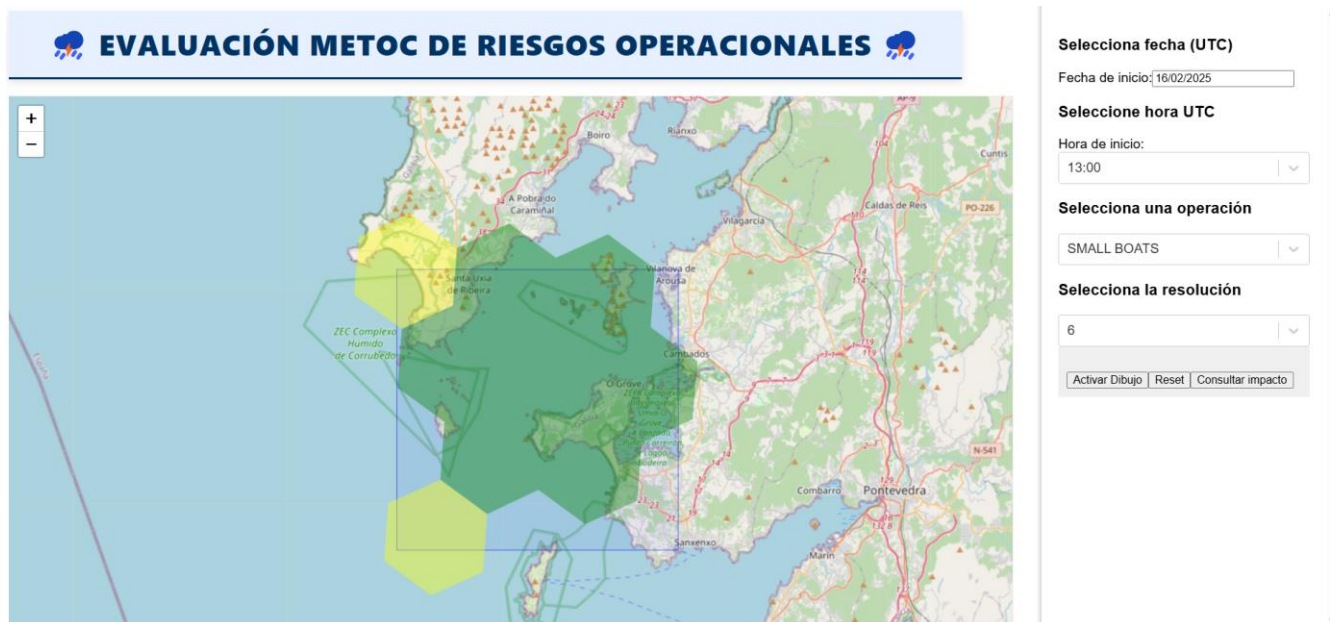 EVALUACIÓN METOC DE RIESGOS OPERACIONALES
Selecciona fecha (UTC)
Fecha de inicio: 16/02/2025
Seleccione hora UTC
Hora de inicio:
13:00
Selecciona una operación
SMALL BOATS
Selecciona la resolución
6
Activar Dibujo Reset Consultar impacto
+
−
AP-9
Boiro
Rianxo
Cuntis
A Pobra do
Caramiñal
Vilagarcía
Caldas de Reis
PO-226
Santa Uxía
de Ribeira
Vilanova de
Arousa
ZEC Complexo
Húmido
de Corrubedo
Cambados
O Grove
N-541
Combarro
Pontevedra
Sanxenxo
Marín
España